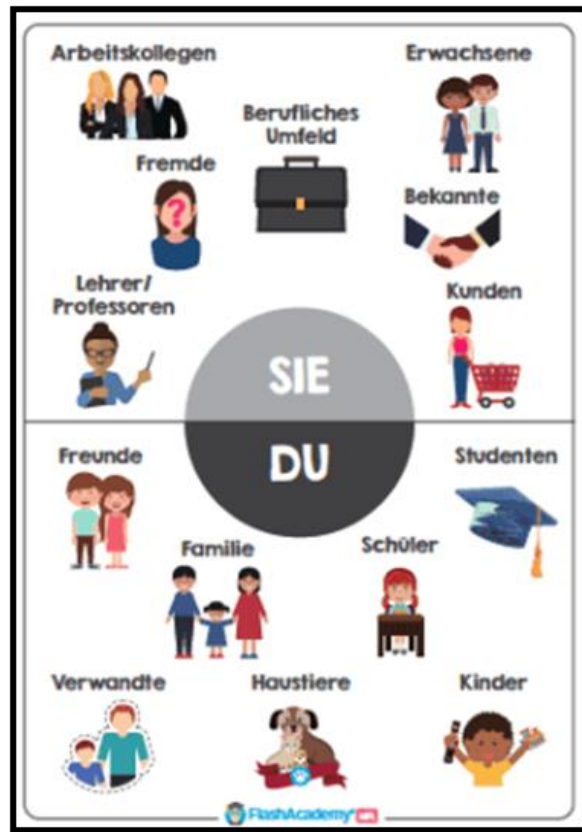 Arbeitskollegen
Erwachsene
Berufliches
Umfeld
Fremde
?
Bekannte
Lehrer/
Professoren
Kunden
SIE
DU
Freunde
Studenten
Familie
Schüler
Verwandte
Haustiere
Kinder
FlashAcademy